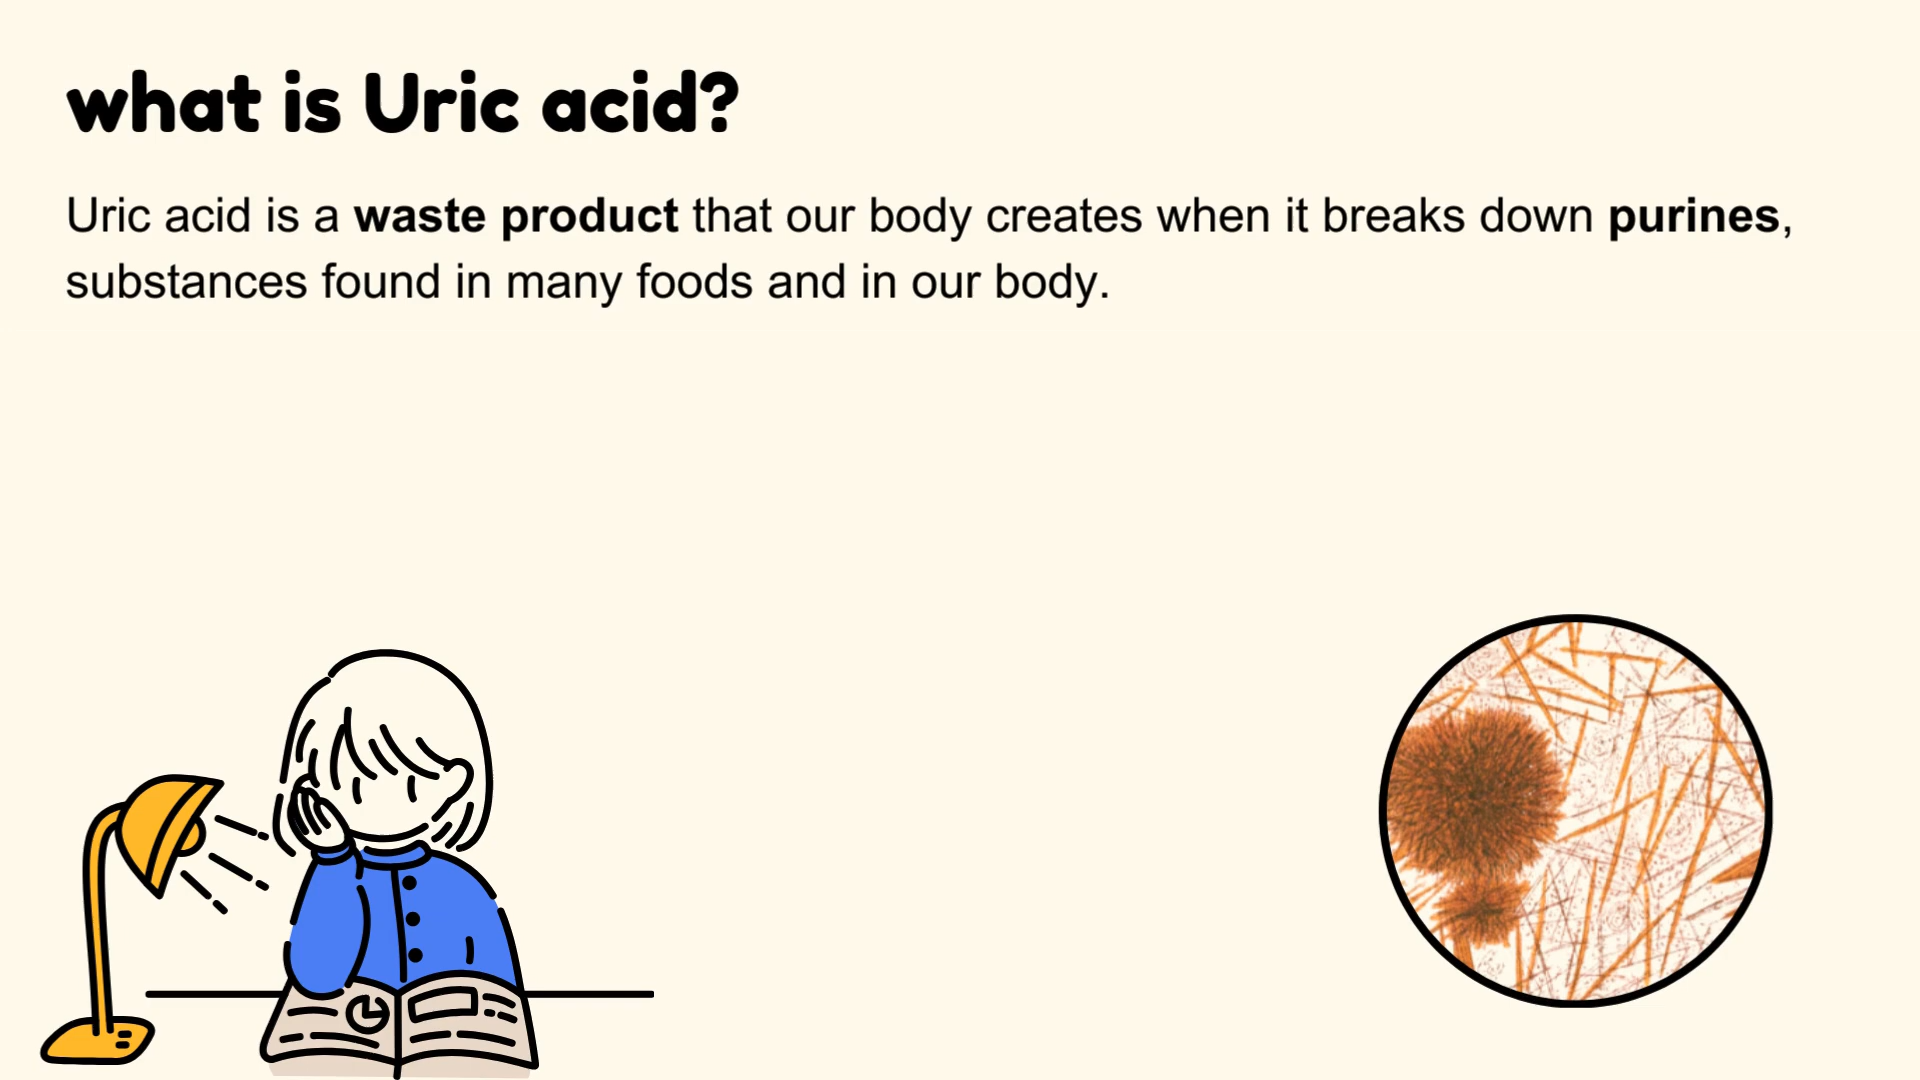 what is Uric acid?
Uric acid is a waste product that our body creates when it breaks down purines,
substances found in many foods and in our body.